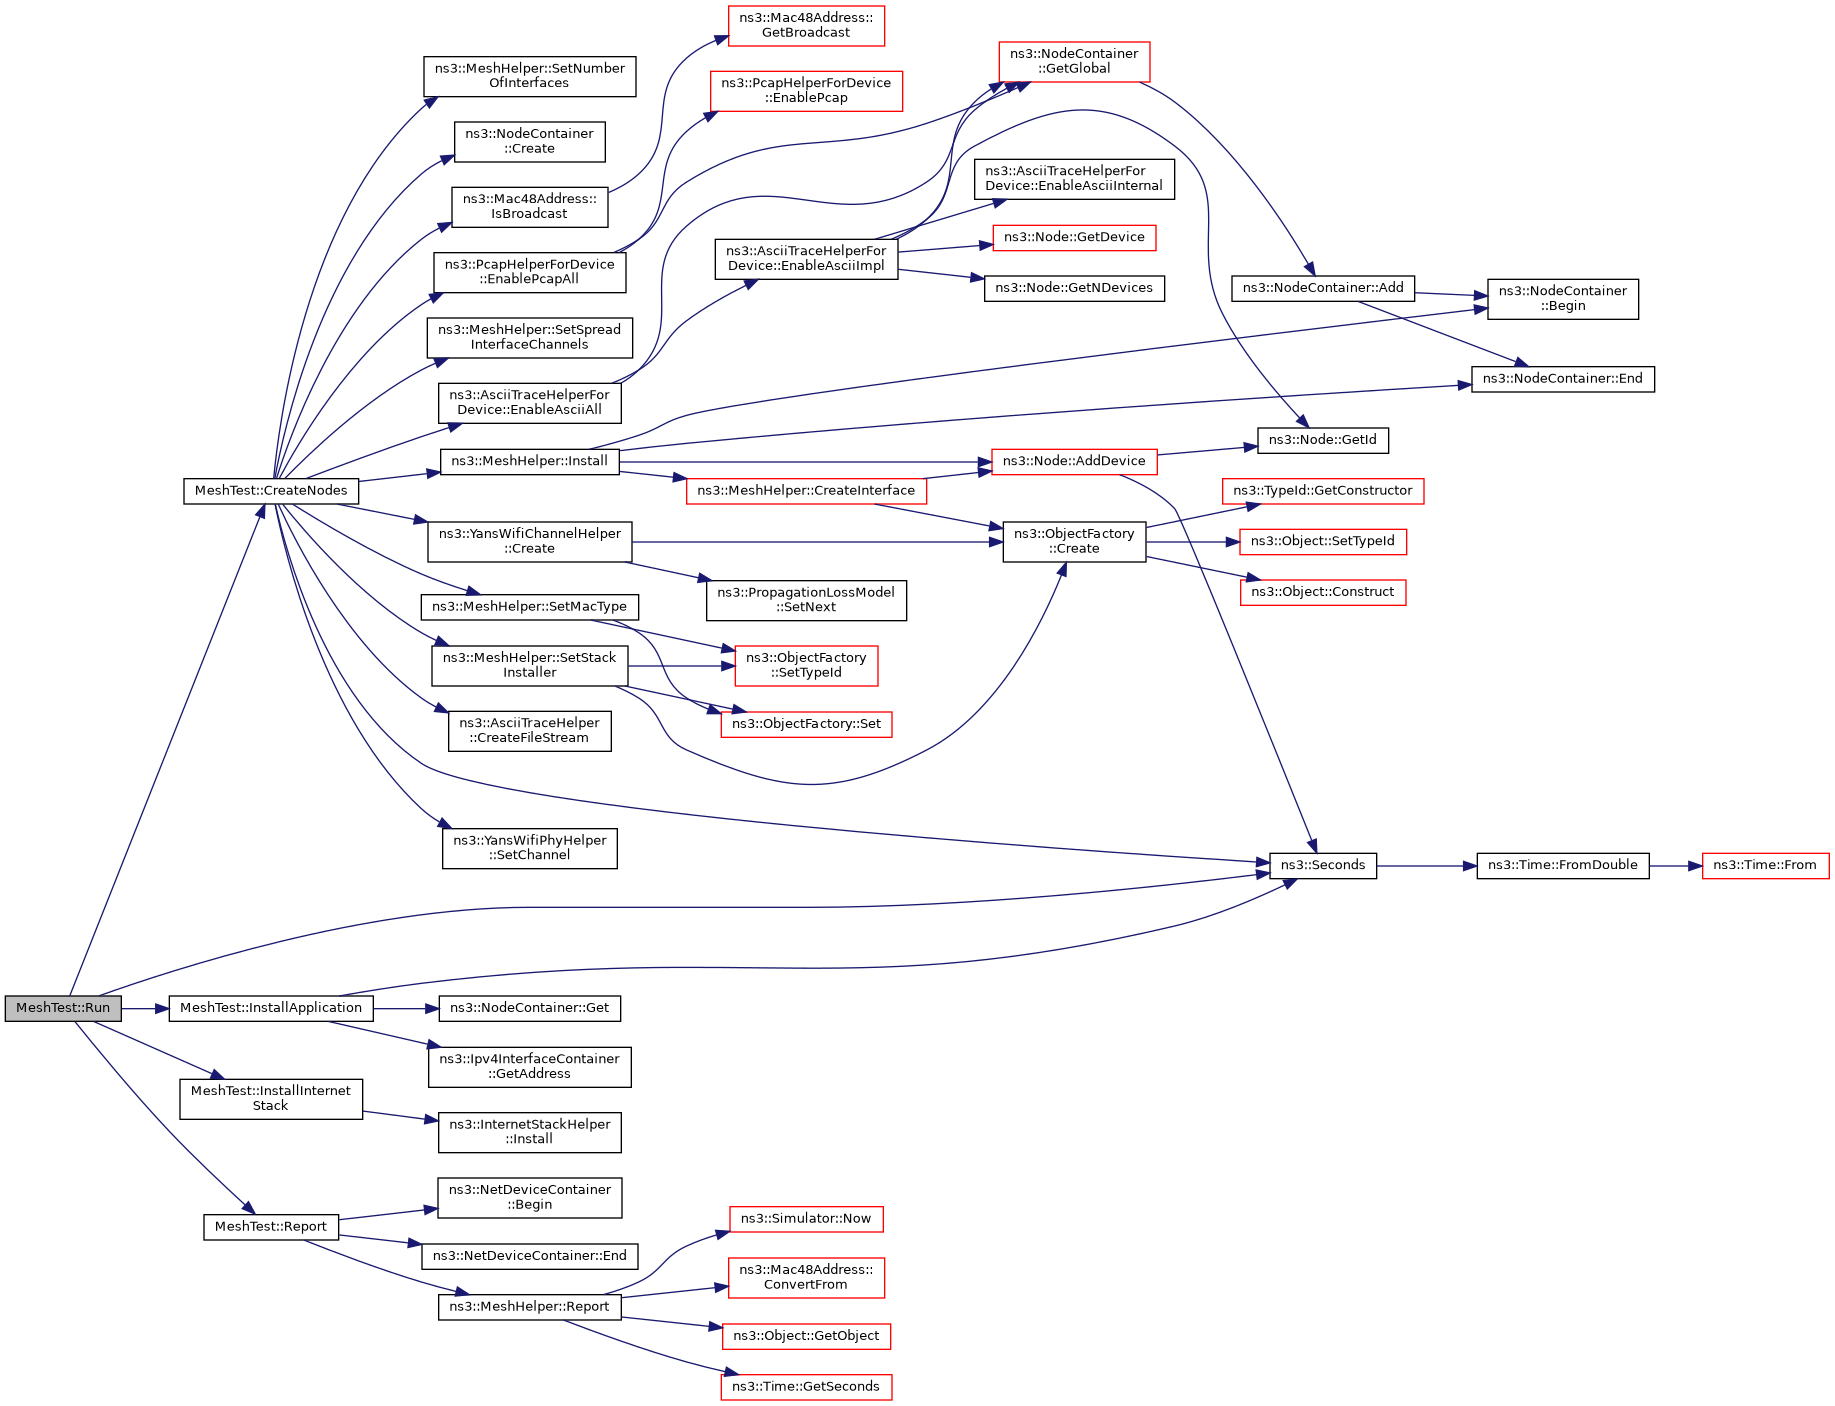 ns3::Mac48Address::
GetBroadcast
ns3::MeshHelper::SetNumber
OfInterfaces
ns3::NodeContainer
::GetGlobal
ns3::PcapHelperForDevice
::EnablePcap
ns3::NodeContainer
::Create
ns3::AsciiTraceHelperFor
Device::EnableAsciiInternal
ns3::Mac48Address::
IsBroadcast
ns3::Node::GetDevice
ns3::AsciiTraceHelperFor
Device::EnableAsciiImpl
ns3::PcapHelperForDevice
::EnablePcapAll
ns3::Node::GetNDevices
ns3::NodeContainer::Add
ns3::NodeContainer
::Begin
ns3::MeshHelper::SetSpread
InterfaceChannels
ns3::NodeContainer::End
ns3::AsciiTraceHelperFor
Device::EnableAsciiAll
ns3::Node::GetId
ns3::MeshHelper::Install
ns3::Node::AddDevice
MeshTest::CreateNodes
ns3::MeshHelper::CreateInterface
ns3::TypeId::GetConstructor
ns3::YansWifiChannelHelper
::Create
ns3::ObjectFactory
::Create
ns3::Object::SetTypeId
ns3::Object::Construct
ns3::PropagationLossModel
::SetNext
ns3::MeshHelper::SetMacType
ns3::MeshHelper::SetStack
Installer
ns3::ObjectFactory
::SetTypeId
ns3::AsciiTraceHelper
::CreateFileStream
ns3::ObjectFactory::Set
ns3::YansWifiPhyHelper
::SetChannel
ns3::Seconds
ns3::Time::FromDouble
ns3::Time::From
MeshTest::Run
MeshTest::InstallApplication
ns3::NodeContainer::Get
ns3::Ipv4InterfaceContainer
::GetAddress
MeshTest::InstallInternet
Stack
ns3::InternetStackHelper
::Install
ns3::NetDeviceContainer
::Begin
MeshTest::Report
ns3::Simulator::Now
ns3::NetDeviceContainer::End
ns3::Mac48Address::
ConvertFrom
ns3::MeshHelper::Report
ns3::Object::GetObject
ns3::Time::GetSeconds